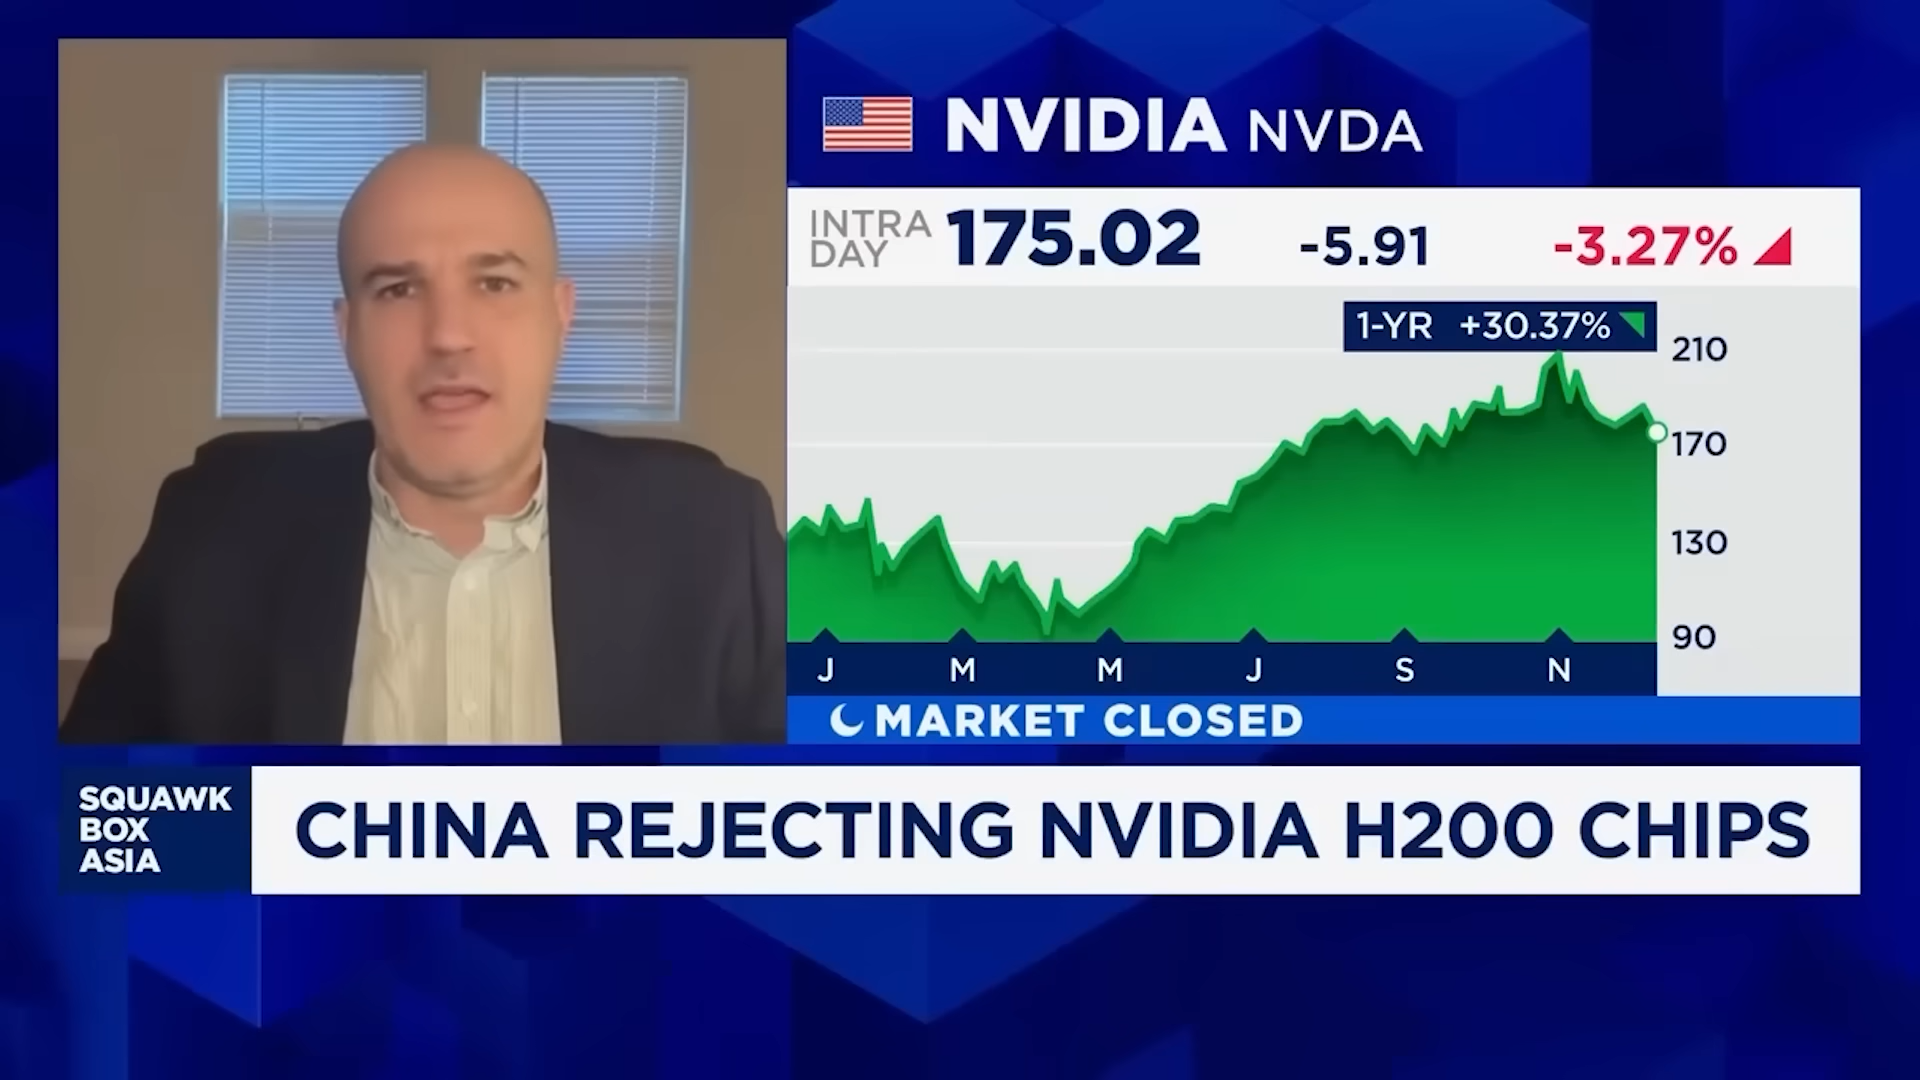 NVIDIA NVDA
INTRA
DAY
175.02
-5.91
-3.27%
1-YR +30.37%
210
170
130
90
J M M J S N
MARKET CLOSED
SQUAWK
BOX
ASIA
CHINA REJECTING NVIDIA H200 CHIPS